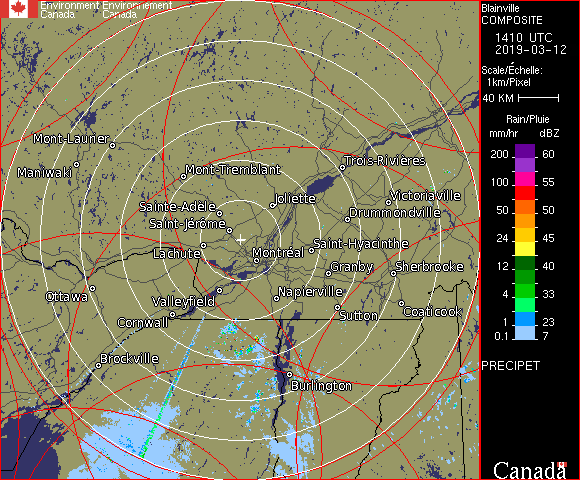 Environment Environnement
Canada Canada
Blainville
COMPOSITE
1410 UTC
2019-03-12
Scale/Échelle:
1km/Pixel
40 KM
Rain/Pluie
mm/hr dBZ
200 60
100 55
50 50
24 45
12 40
4 33
1 23
0.1 7
PRECIPET
Canada
Mont-Laurier
Maniwaki
Mont-Tremblant
Trois-Rivières
Joliette
Victoriaville
Sainte-Adèle
Drummondville
Saint-Jérôme
Saint-Hyacinthe
Lachute
Montréal
Granby
Sherbrooke
Ottawa
Valleyfield
Napierville
Cornwall
Sutton
Coaticook
Brockville
Burlington